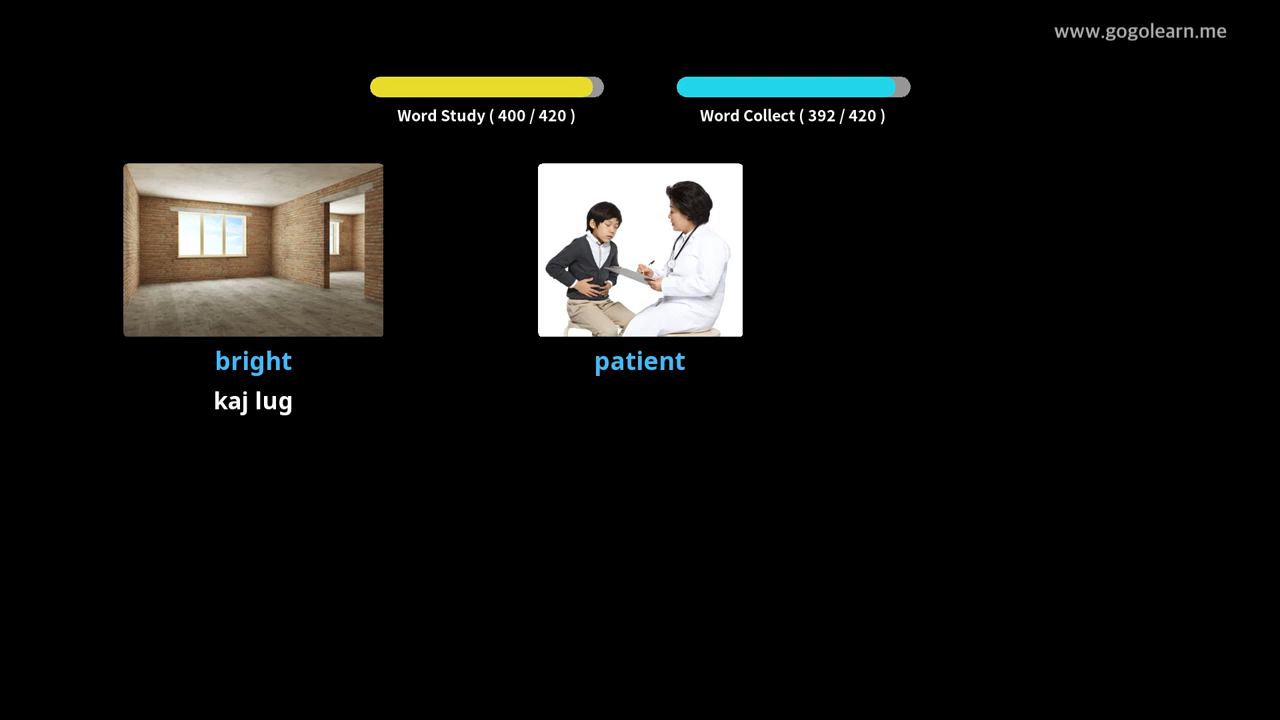 www.gogolearn.me
Word Study ( 400 / 420 )
Word Collect ( 392 / 420 )
bright
patient
kaj lug